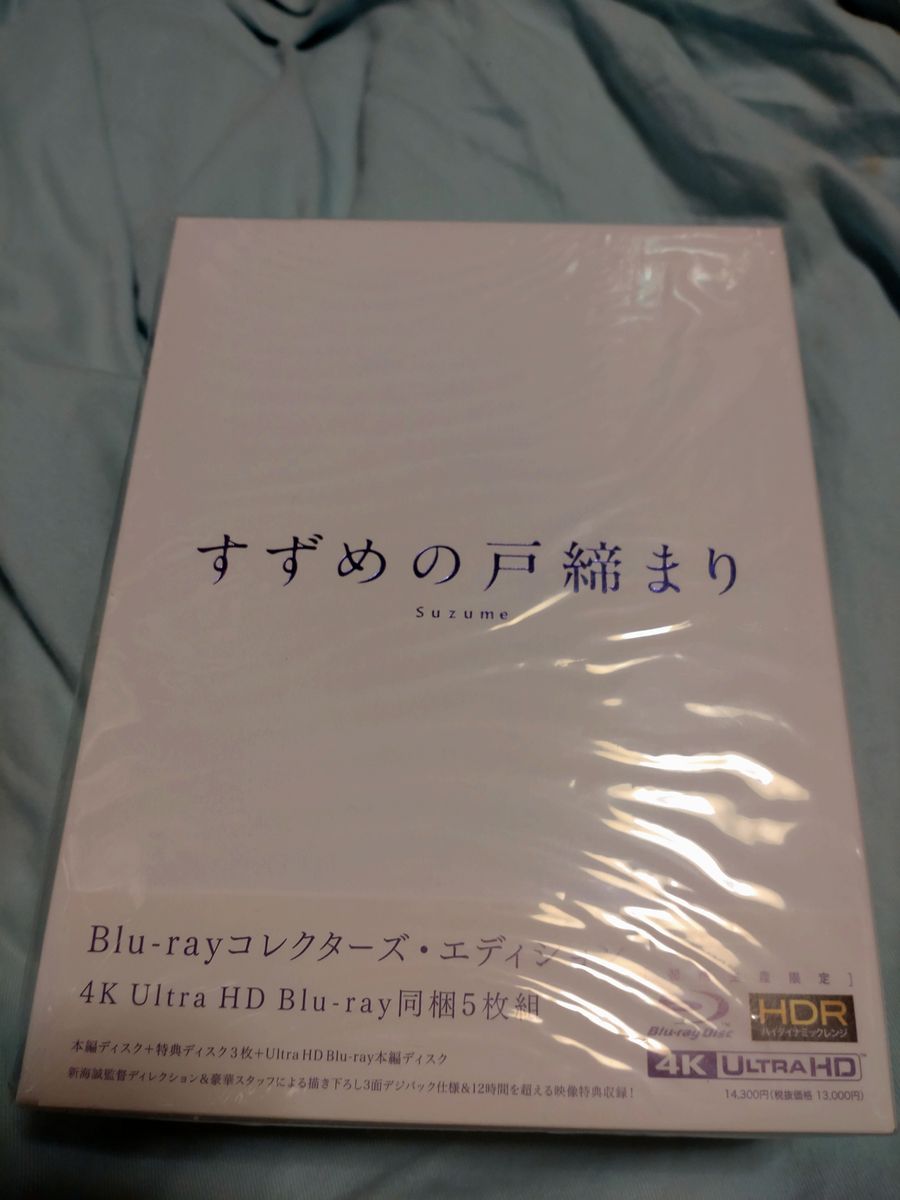 すずめの戸締まり
Suzume
Blu-rayコレクターズ・エディション
4K Ultra HD Blu-ray同梱5枚組
本編ディスク+特典ディスク3枚+Ultra HD Blu-ray本編ディスク
新海誠監督ディレクション&豪華スタッフによる描き下ろし3面デジパック仕様&12時間を超える映像特典収録!
産限定]
Blu-ray Disc™
HDR
ハイダイナミックレンジ
4K ULTRA HD™
14,300円(税抜価格 13,000円)